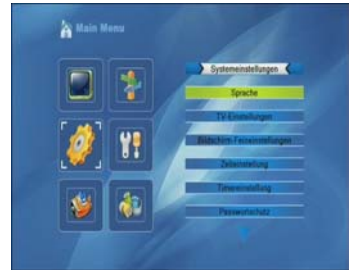 Main Menu
Systemeinstellungen
Sprache
TV-Einstellungen
Bildschirm-Feineinstellungen
Zeiteinstellung
Timereinstellung
Passwortschutz